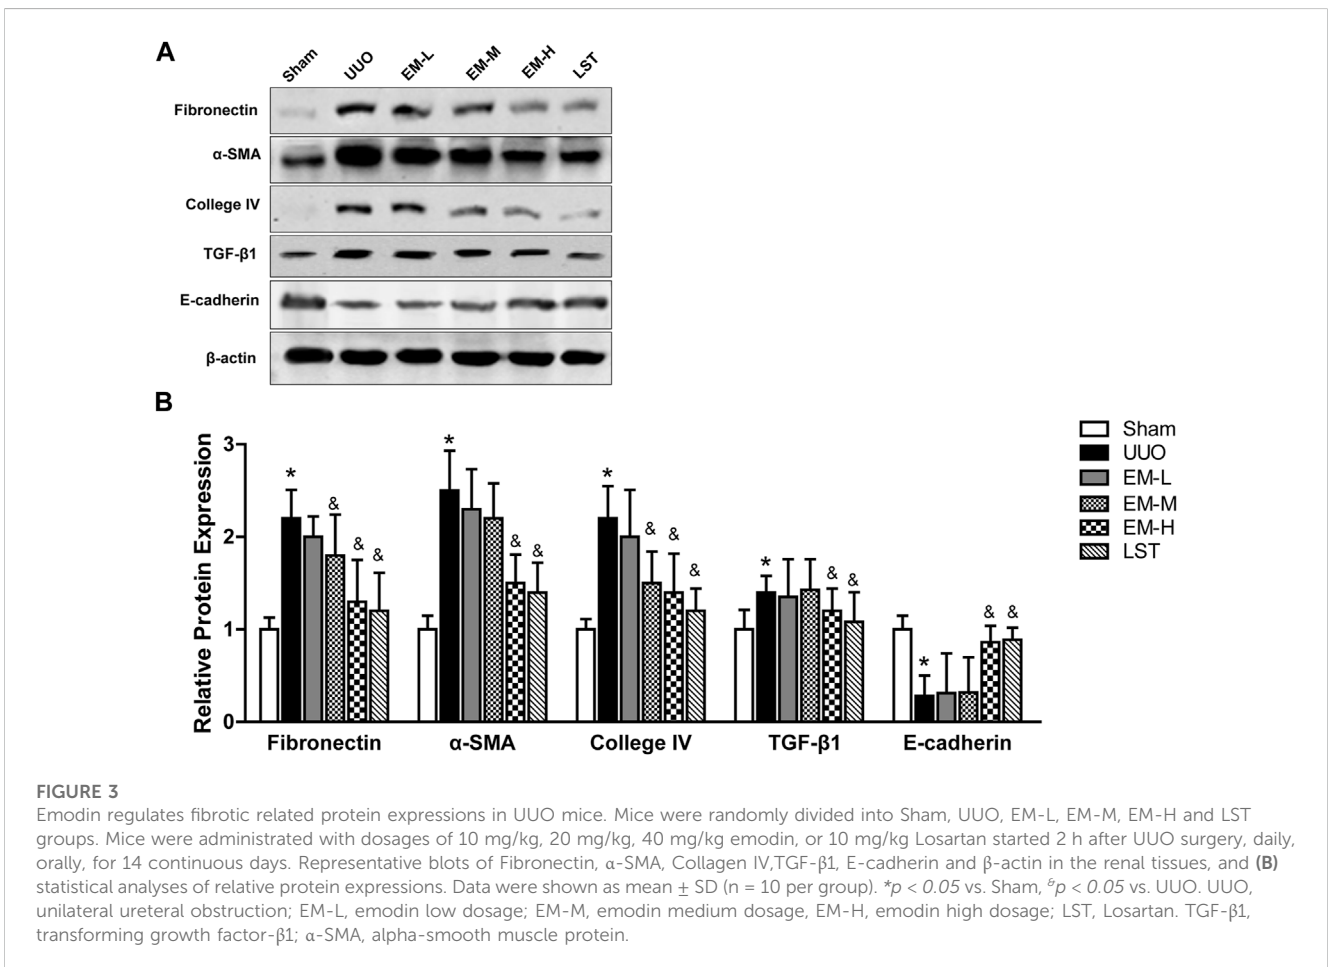 A
Sham UUO EM-L EM-M EM-H LST
Fibronectin
α-SMA
College IV
TGF-β1
E-cadherin
β-actin
B
Relative Protein Expression
3
2
1
0
* & & &
* & &
* & & &
* & &
* & &
Fibronectin α-SMA College IV TGF-β1 E-cadherin
Sham
UUO
EM-L
EM-M
EM-H
LST
FIGURE 3
Emodin regulates fibrotic related protein expressions in UUO mice. Mice were randomly divided into Sham, UUO, EM-L, EM-M, EM-H and LST
groups. Mice were administrated with dosages of 10 mg/kg, 20 mg/kg, 40 mg/kg emodin, or 10 mg/kg Losartan started 2 h after UUO surgery, daily,
orally, for 14 continuous days. Representative blots of Fibronectin, α-SMA, Collagen IV,TGF-β1, E-cadherin and β-actin in the renal tissues, and (B)
statistical analyses of relative protein expressions. Data were shown as mean ± SD (n = 10 per group). *p < 0.05 vs. Sham, &p < 0.05 vs. UUO. UUO,
unilateral ureteral obstruction; EM-L, emodin low dosage; EM-M, emodin medium dosage, EM-H, emodin high dosage; LST, Losartan. TGF-β1,
transforming growth factor-β1; α-SMA, alpha-smooth muscle protein.